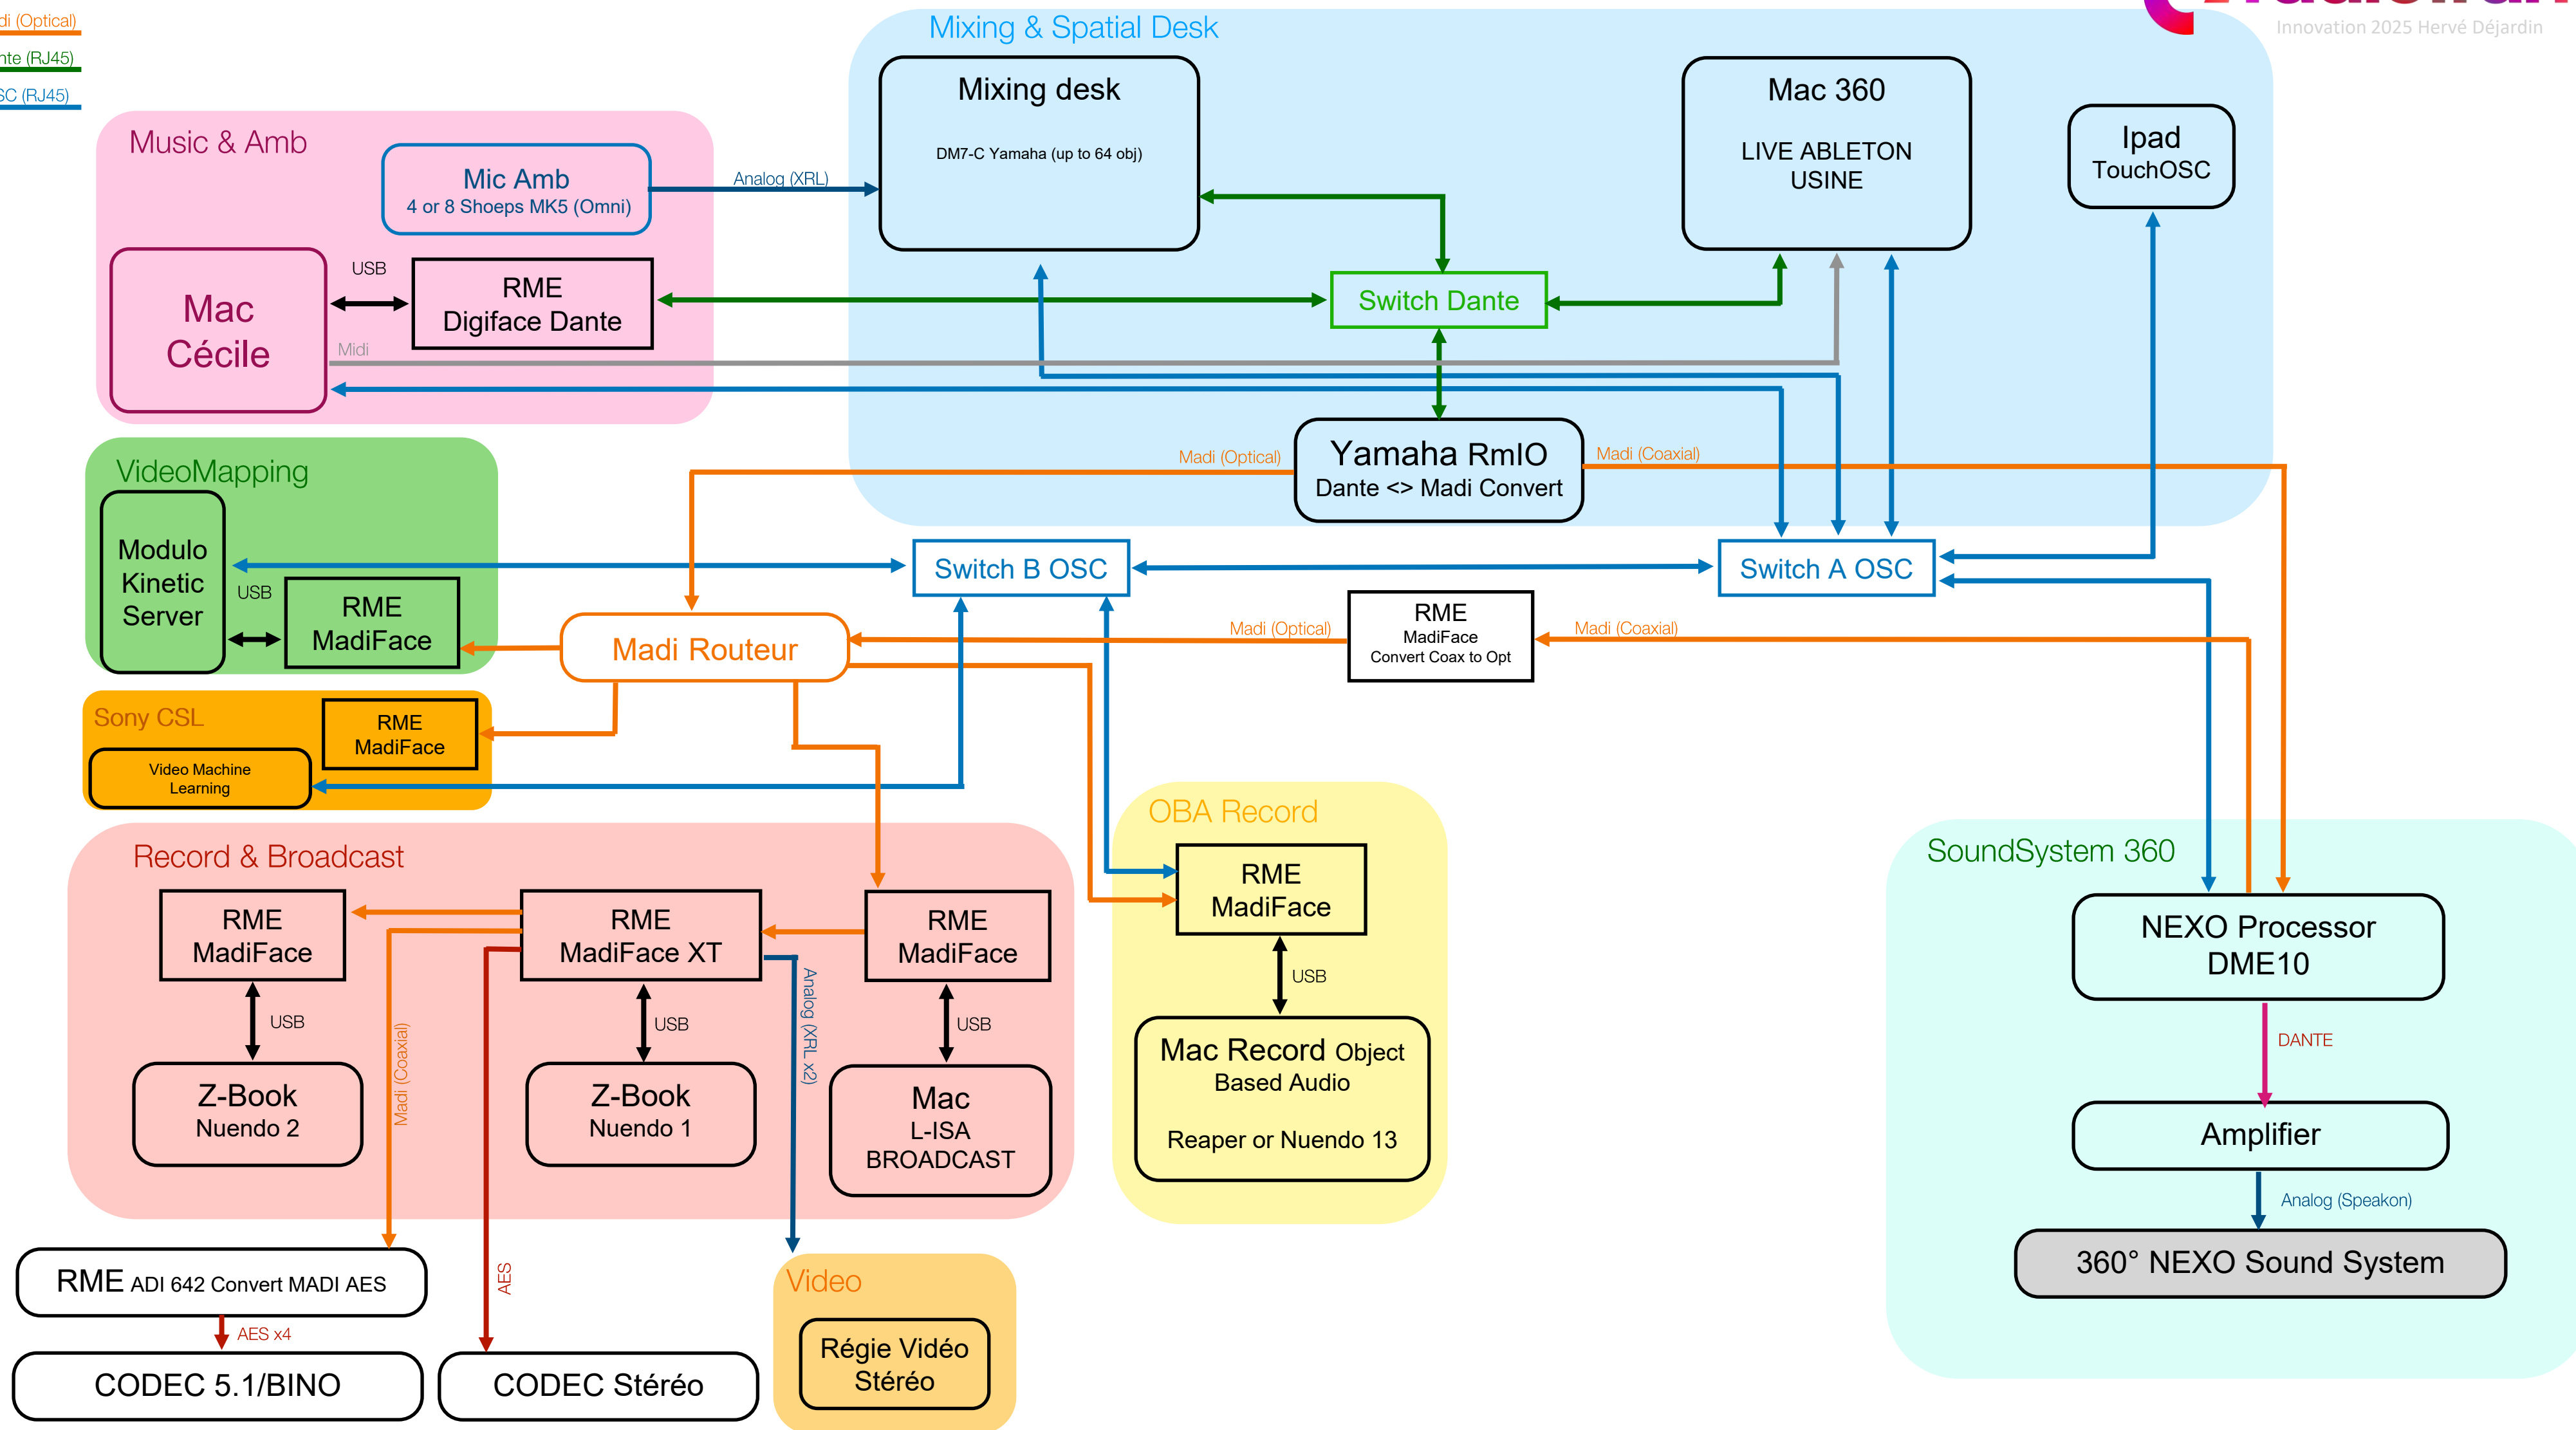 di (Optical)
nte (RJ45)
SC (RJ45)
Innovation 2025 Hervé Déjardin
Mixing & Spatial Desk
Mixing desk
DM7-C Yamaha (up to 64 obj)
Mac 360
LIVE ABLETON
USINE
Ipad
TouchOSC
Music & Amb
Mic Amb
4 or 8 Shoeps MK5 (Omni)
Analog (XRL)
Mac
Cécile
USB
RME
Digiface Dante
Midi
Switch Dante
Yamaha RmIO
Dante <> Madi Convert
Madi (Optical)
Madi (Coaxial)
VideoMapping
Modulo
Kinetic
Server
USB
RME
MadiFace
Switch B OSC
Switch A OSC
Madi Routeur
Madi (Optical)
RME
MadiFace
Convert Coax to Opt
Madi (Coaxial)
Sony CSL
RME
MadiFace
Video Machine
Learning
Record & Broadcast
RME
MadiFace
USB
Z-Book
Nuendo 2
Madi (Coaxial)
RME
MadiFace XT
USB
Z-Book
Nuendo 1
Analog (XRL x2)
RME
MadiFace
USB
Mac
L-ISA
BROADCAST
OBA Record
RME
MadiFace
USB
Mac Record Object
Based Audio
Reaper or Nuendo 13
SoundSystem 360
NEXO Processor
DME10
DANTE
Amplifier
Analog (Speakon)
360° NEXO Sound System
RME ADI 642 Convert MADI AES
AES x4
CODEC 5.1/BINO
AES
CODEC Stéréo
Video
Régie Vidéo
Stéréo